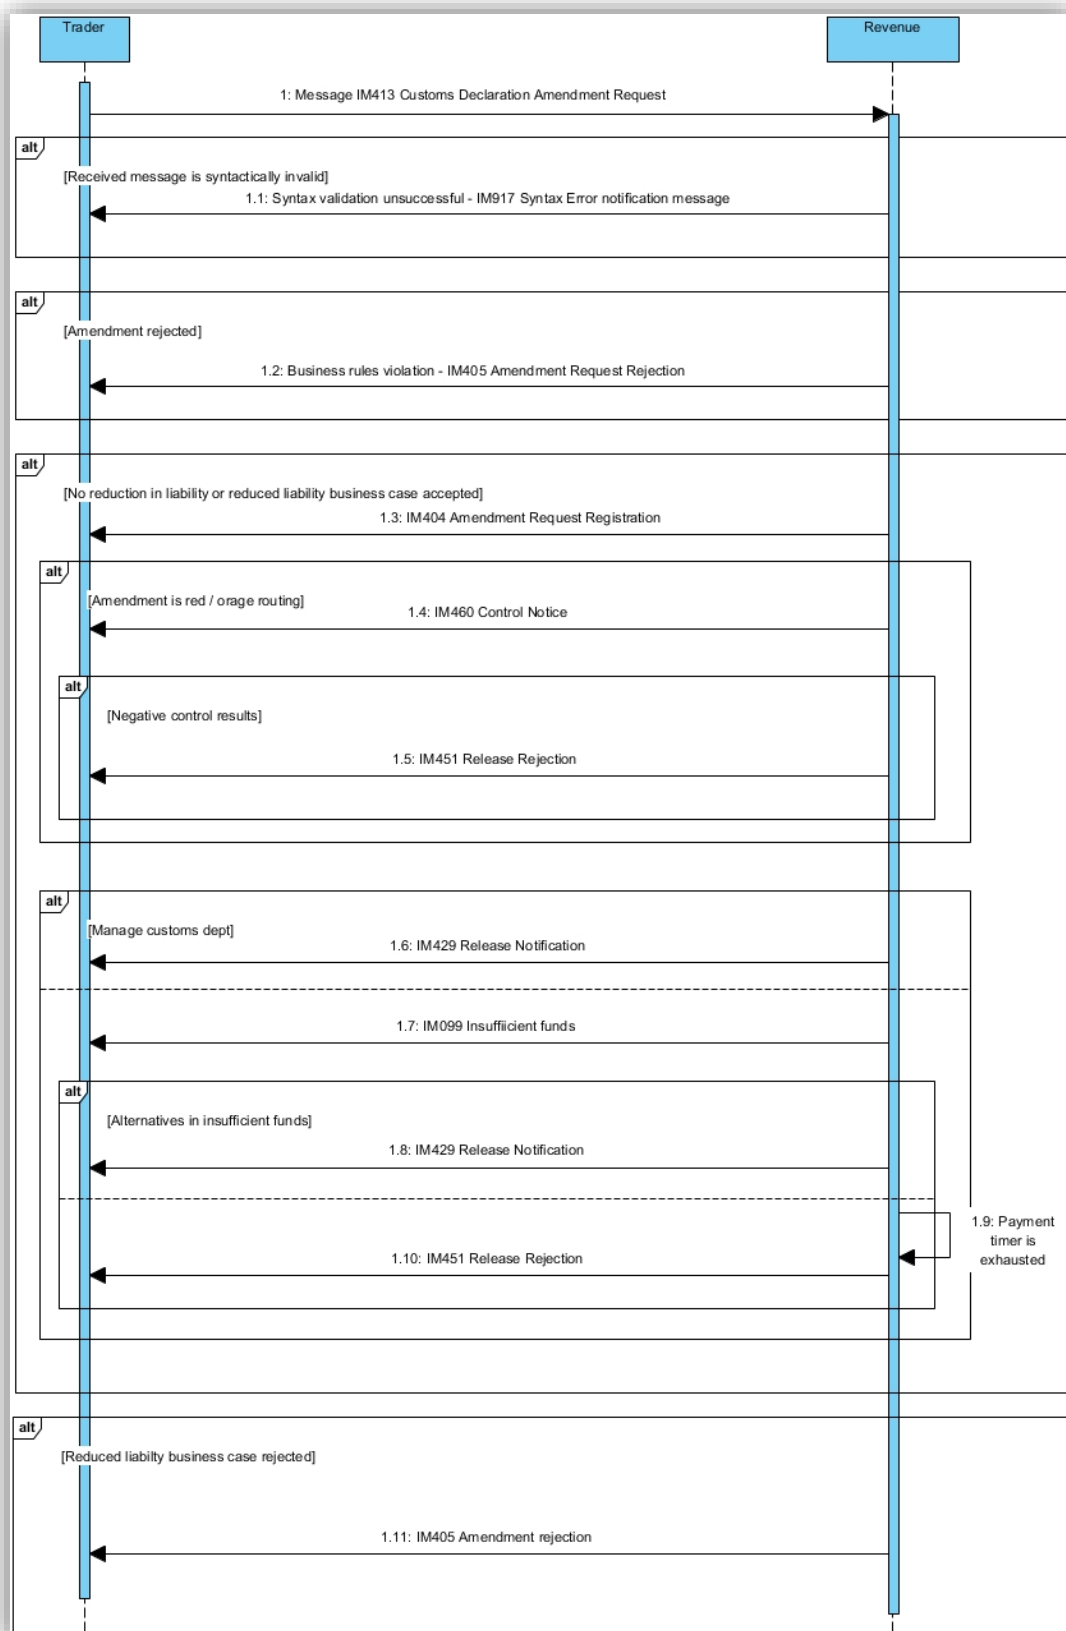 Trader
Revenue
1: Message IM413 Customs Declaration Amendment Request
alt
[Received message is syntactically invalid]
1.1: Syntax validation unsuccessful - IM917 Syntax Error notification message
alt
[Amendment rejected]
1.2: Business rules violation - IM405 Amendment Request Rejection
alt
[No reduction in liability or reduced liability business case accepted]
1.3: IM404 Amendment Request Registration
alt
[Amendment is red / orage routing]
1.4: IM460 Control Notice
alt
[Negative control results]
1.5: IM451 Release Rejection
alt
[Manage customs dept]
1.6: IM429 Release Notification
1.7: IM099 Insuffiicient funds
alt
[Alternatives in insufficient funds]
1.8: IM429 Release Notification
1.9: Payment
timer is
exhausted
1.10: IM451 Release Rejection
alt
[Reduced liabilty business case rejected]
1.11: IM405 Amendment rejection